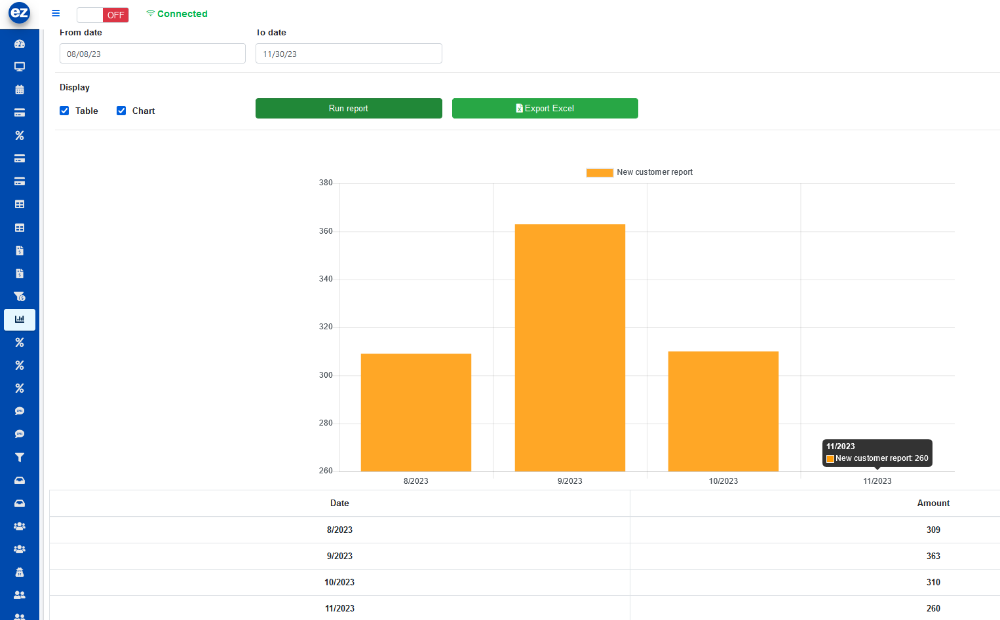 ez
OFF
Connected
From date
To date
08/08/23
11/30/23
Display
Table
Chart
Run report
Export Excel
New customer report
380
360
340
320
300
280
260
11/2023
New customer report: 260
8/2023
9/2023
10/2023
11/2023
Date
Amount
8/2023
309
9/2023
363
10/2023
310
11/2023
260